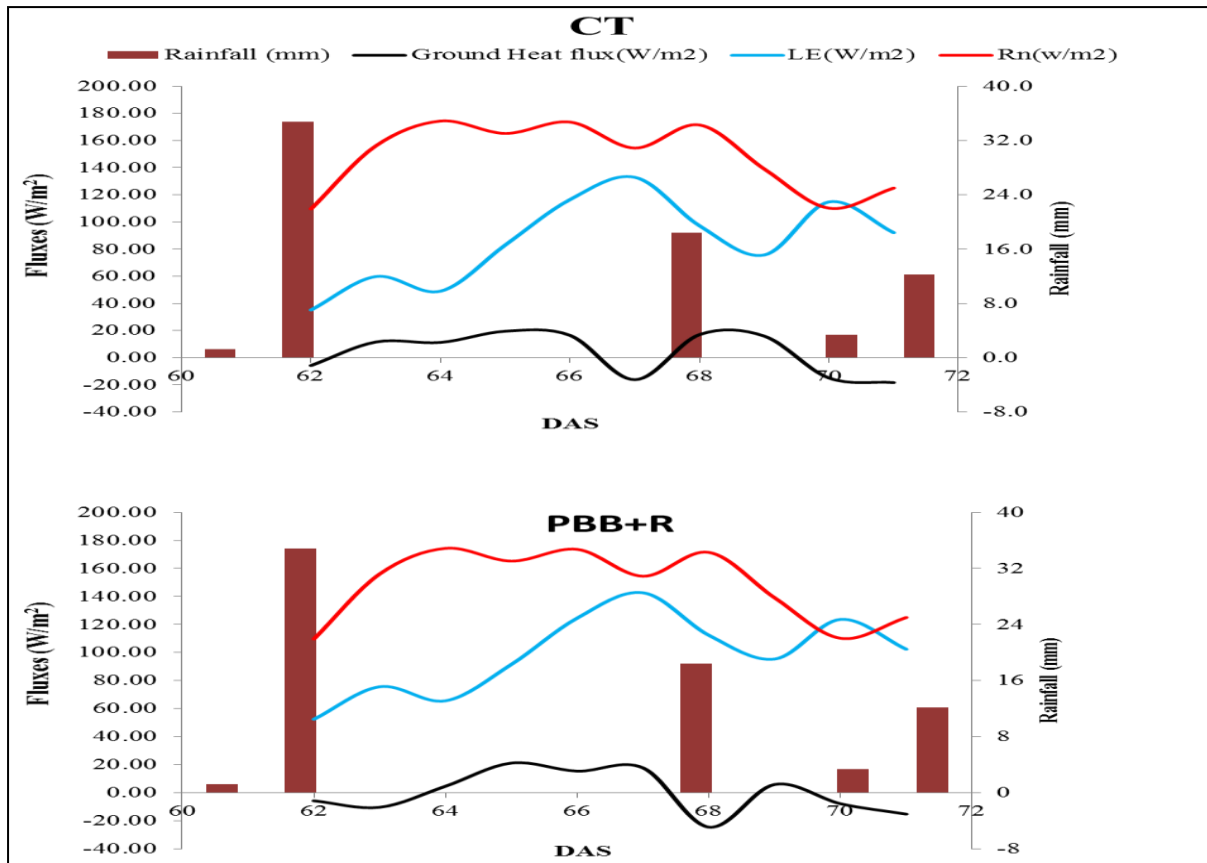 CT
Rainfall (mm) Ground Heat flux(W/m2) LE(W/m2) Rn(w/m2)
200.00 40.0
180.00
160.00 32.0
140.00
120.00 24.0
100.00
80.00 16.0
60.00
40.00 8.0
20.00
0.00 0.0
60 62 64 66 68 70 72
-20.00
-40.00 -8.0
Fluxes (W/m²)
Rainfall (mm)
DAS
PBB+R
200.00 40
180.00
160.00 32
140.00
120.00 24
100.00
80.00 16
60.00
40.00 8
20.00
0.00 0
60 62 64 66 68 70 72
-20.00
-40.00 -8
Fluxes (W/m²)
Rainfall (mm)
DAS